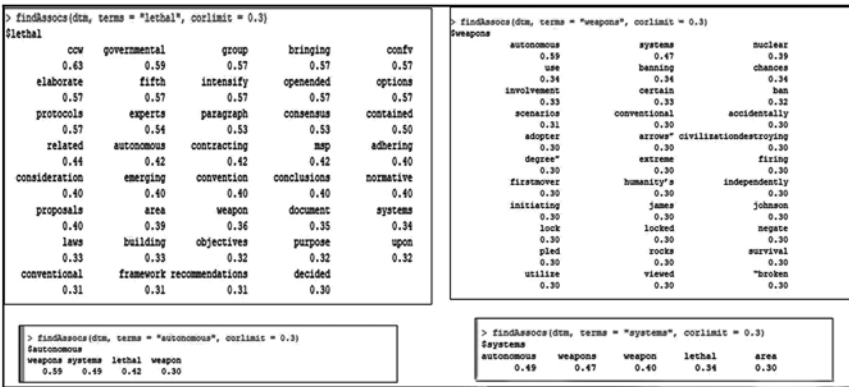 > findAssocs(dtm, terms = "lethal", corlimit = 0.3)
$lethal
ccw governmental group bringing confv
0.63 0.59 0.57 0.57 0.57
elaborate fifth intensify openended options
0.57 0.57 0.57 0.57 0.57
protocols experts paragraph consensus contained
0.57 0.54 0.53 0.53 0.50
related autonomous contracting msp adhering
0.44 0.42 0.42 0.42 0.40
consideration emerging convention conclusions normative
0.40 0.40 0.40 0.40 0.40
proposals area weapon document systems
0.40 0.39 0.36 0.35 0.34
laws building objectives purpose upon
0.33 0.33 0.32 0.32 0.32
conventional framework recommendations decided
0.31 0.31 0.31 0.30
> findAssocs(dtm, terms = "weapons", corlimit = 0.3)
$weapons
autonomous systems nuclear
0.59 0.47 0.39
use banning chances
0.34 0.34 0.34
involvement certain ban
0.33 0.33 0.32
scenarios conventional accidentally
0.31 0.30 0.30
adopter arrows" civilizationdestroying
0.30 0.30 0.30
degree" extreme firing
0.30 0.30 0.30
firstmover humanity's independently
0.30 0.30 0.30
initiating james johnson
0.30 0.30 0.30
lock locked negate
0.30 0.30 0.30
pled rocks survival
0.30 0.30 0.30
utilize viewed "broken
0.30 0.30 0.30
> findAssocs(dtm, terms = "autonomous", corlimit = 0.3)
$autonomous
weapons systems lethal weapon
0.59 0.49 0.42 0.30
> findAssocs(dtm, terms = "systems", corlimit = 0.3)
$systems
autonomous weapons weapon lethal area
0.49 0.47 0.40 0.34 0.30